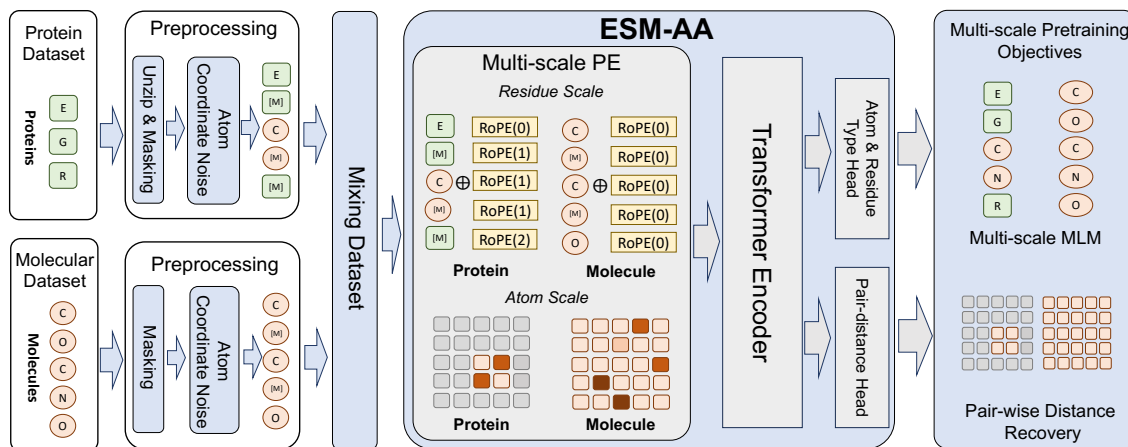 Protein
Dataset
Proteins
E
G
R
Preprocessing
Unzip & Masking
Atom
Coordinate Noise
E
[M]
C
[M]
[M]
Molecular
Dataset
Molecules
C
O
C
N
O
Preprocessing
Masking
Atom
Coordinate Noise
C
[M]
C
[M]
O
Mixing Dataset
ESM-AA
Multi-scale PE
Residue Scale
E RoPE(0)
[M] RoPE(1)
C ⊕ RoPE(1)
[M] RoPE(1)
[M] RoPE(2)
Protein
C RoPE(0)
[M] RoPE(0)
C ⊕ RoPE(0)
[M] RoPE(0)
O RoPE(0)
Molecule
Atom Scale
Protein
Molecule
Transformer Encoder
Atom & Residue
Type Head
Pair-distance Head
Multi-scale Pretraining
Objectives
E
G
C
N
R
C
O
C
N
O
Multi-scale MLM
Pair-wise Distance
Recovery